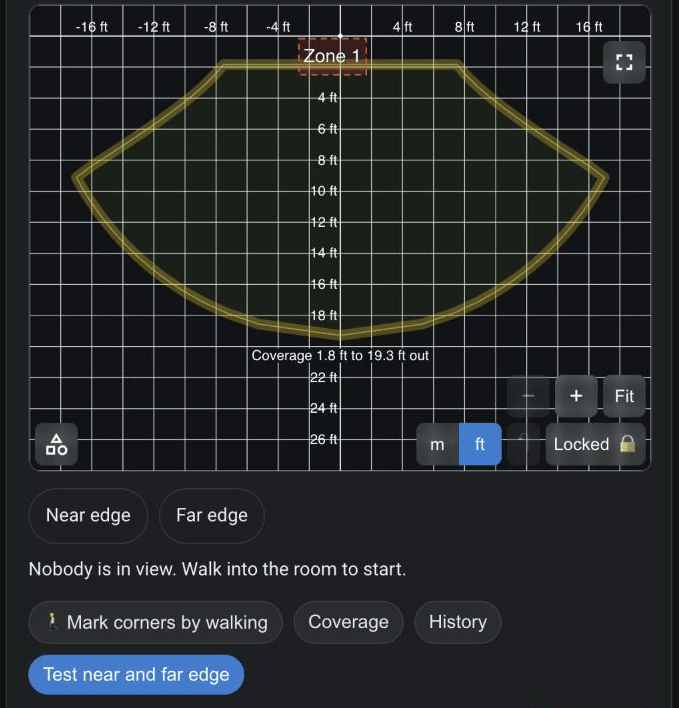 -16 ft -12 ft -8 ft -4 ft 4 ft 8 ft 12 ft 16 ft
Zone 1
4 ft
6 ft
8 ft
10 ft
12 ft
14 ft
16 ft
18 ft
Coverage 1.8 ft to 19.3 ft out
22 ft
24 ft
− + Fit
26 ft
m ft Locked
Near edge Far edge
Nobody is in view. Walk into the room to start.
Mark corners by walking Coverage History
Test near and far edge